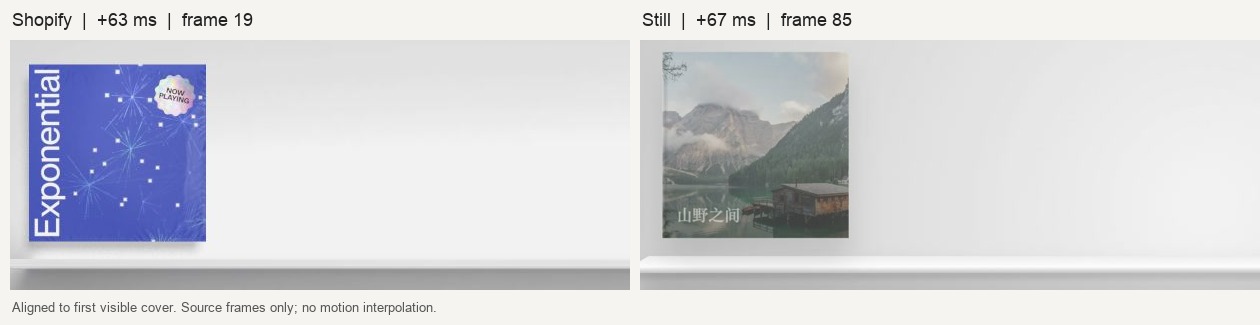 Shopify | +63 ms | frame 19
Still | +67 ms | frame 85
Exponential
NOW
PLAYING
山野之间
Aligned to first visible cover. Source frames only; no motion interpolation.